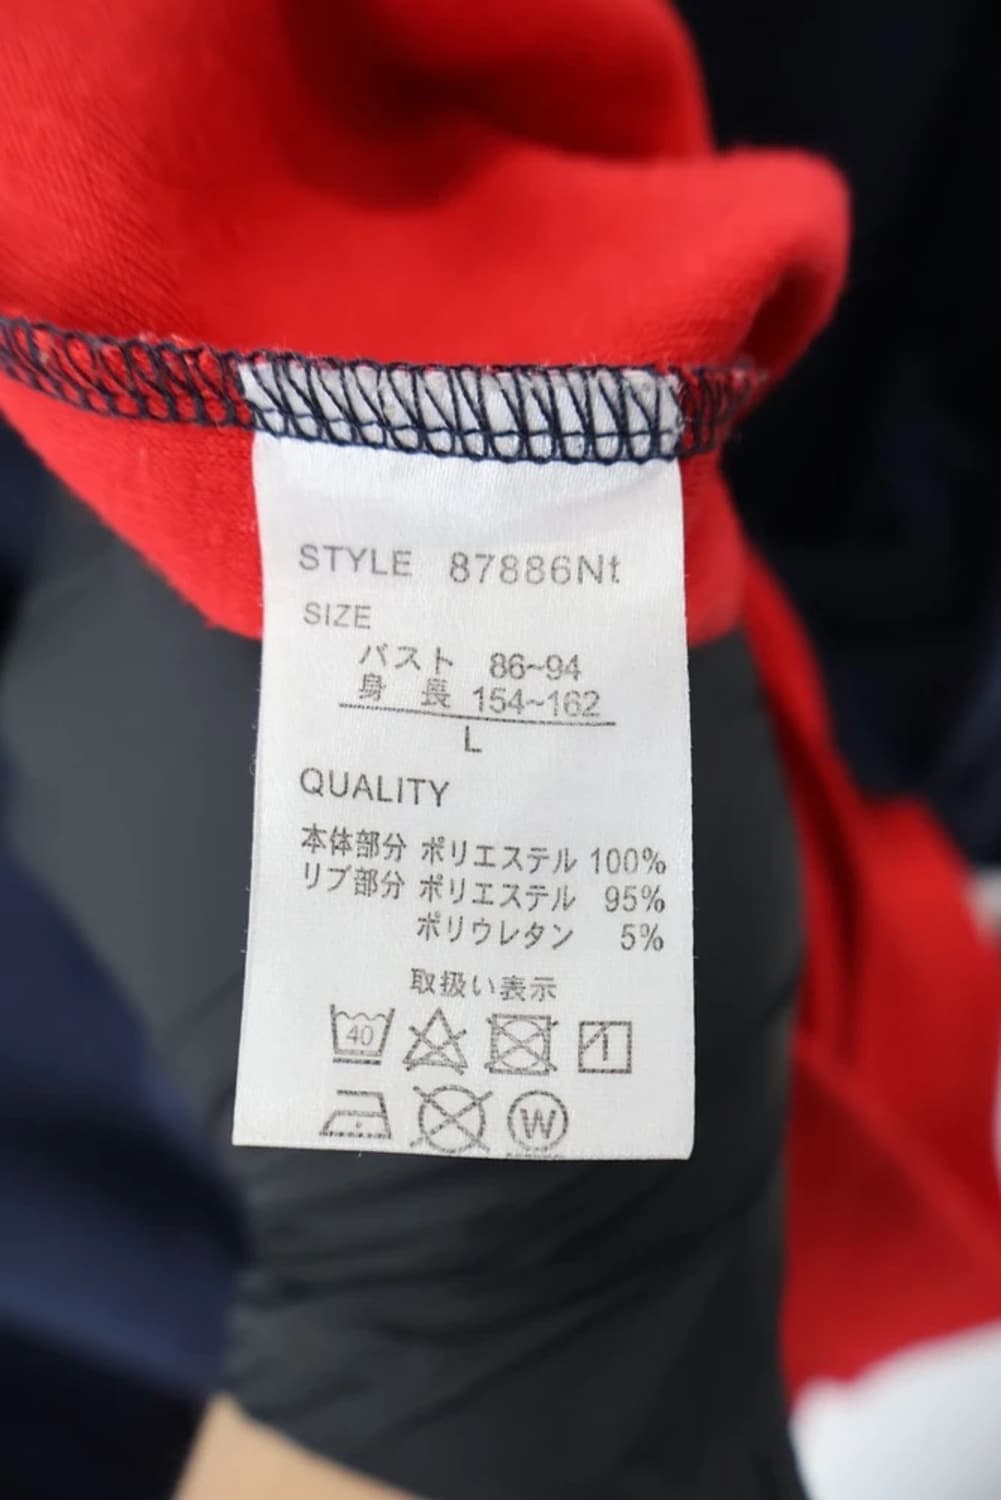 STYLE 87886Nt
SIZE
バスト 86~94
身 長 154~162
L
QUALITY
本体部分 ポリエステル 100%
リブ部分 ポリエステル 95%
ポリウレタン 5%
取扱い表示
40
W